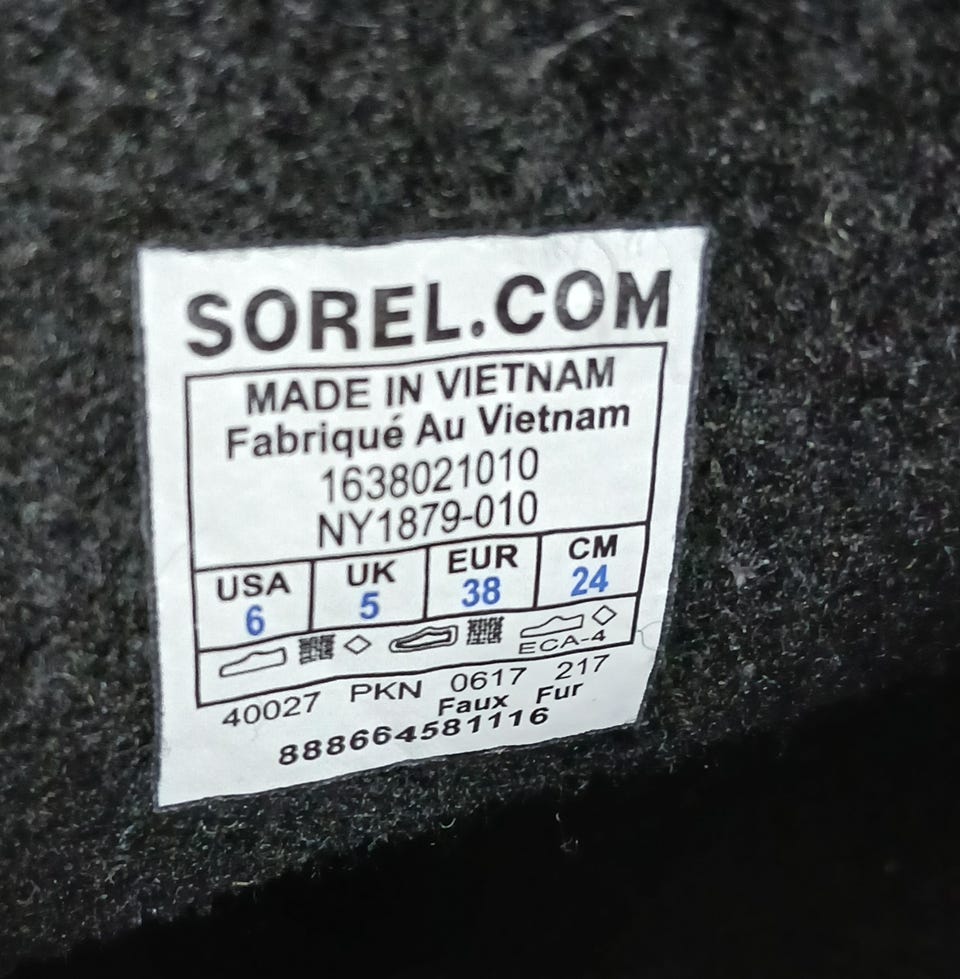 SOREL.COM
MADE IN VIETNAM
Fabriqué Au Vietnam
1638021010
NY1879-010
USA UK EUR CM
6 5 38 24
ECA-4
40027 PKN 0617 217
Faux Fur
888664581116